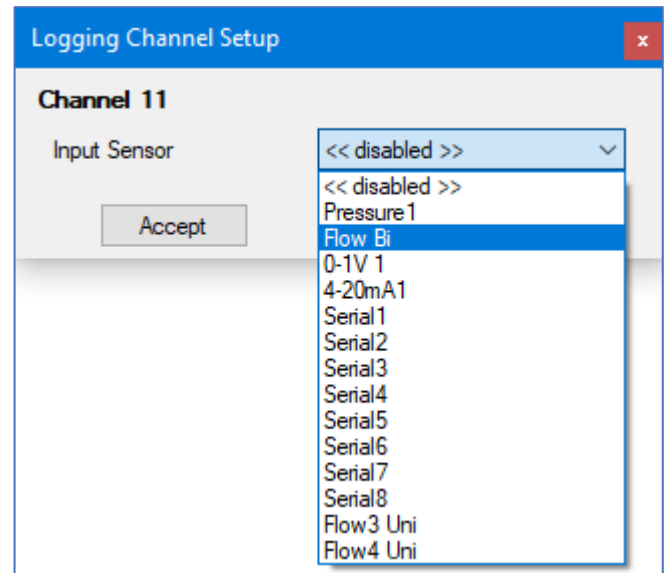 Logging Channel Setup
x
Channel 11
Input Sensor
<< disabled >>
<< disabled >>
Pressure1
Accept
Flow Bi
0-1V 1
4-20mA1
Serial1
Serial2
Serial3
Serial4
Serial5
Serial6
Serial7
Serial8
Flow3 Uni
Flow4 Uni